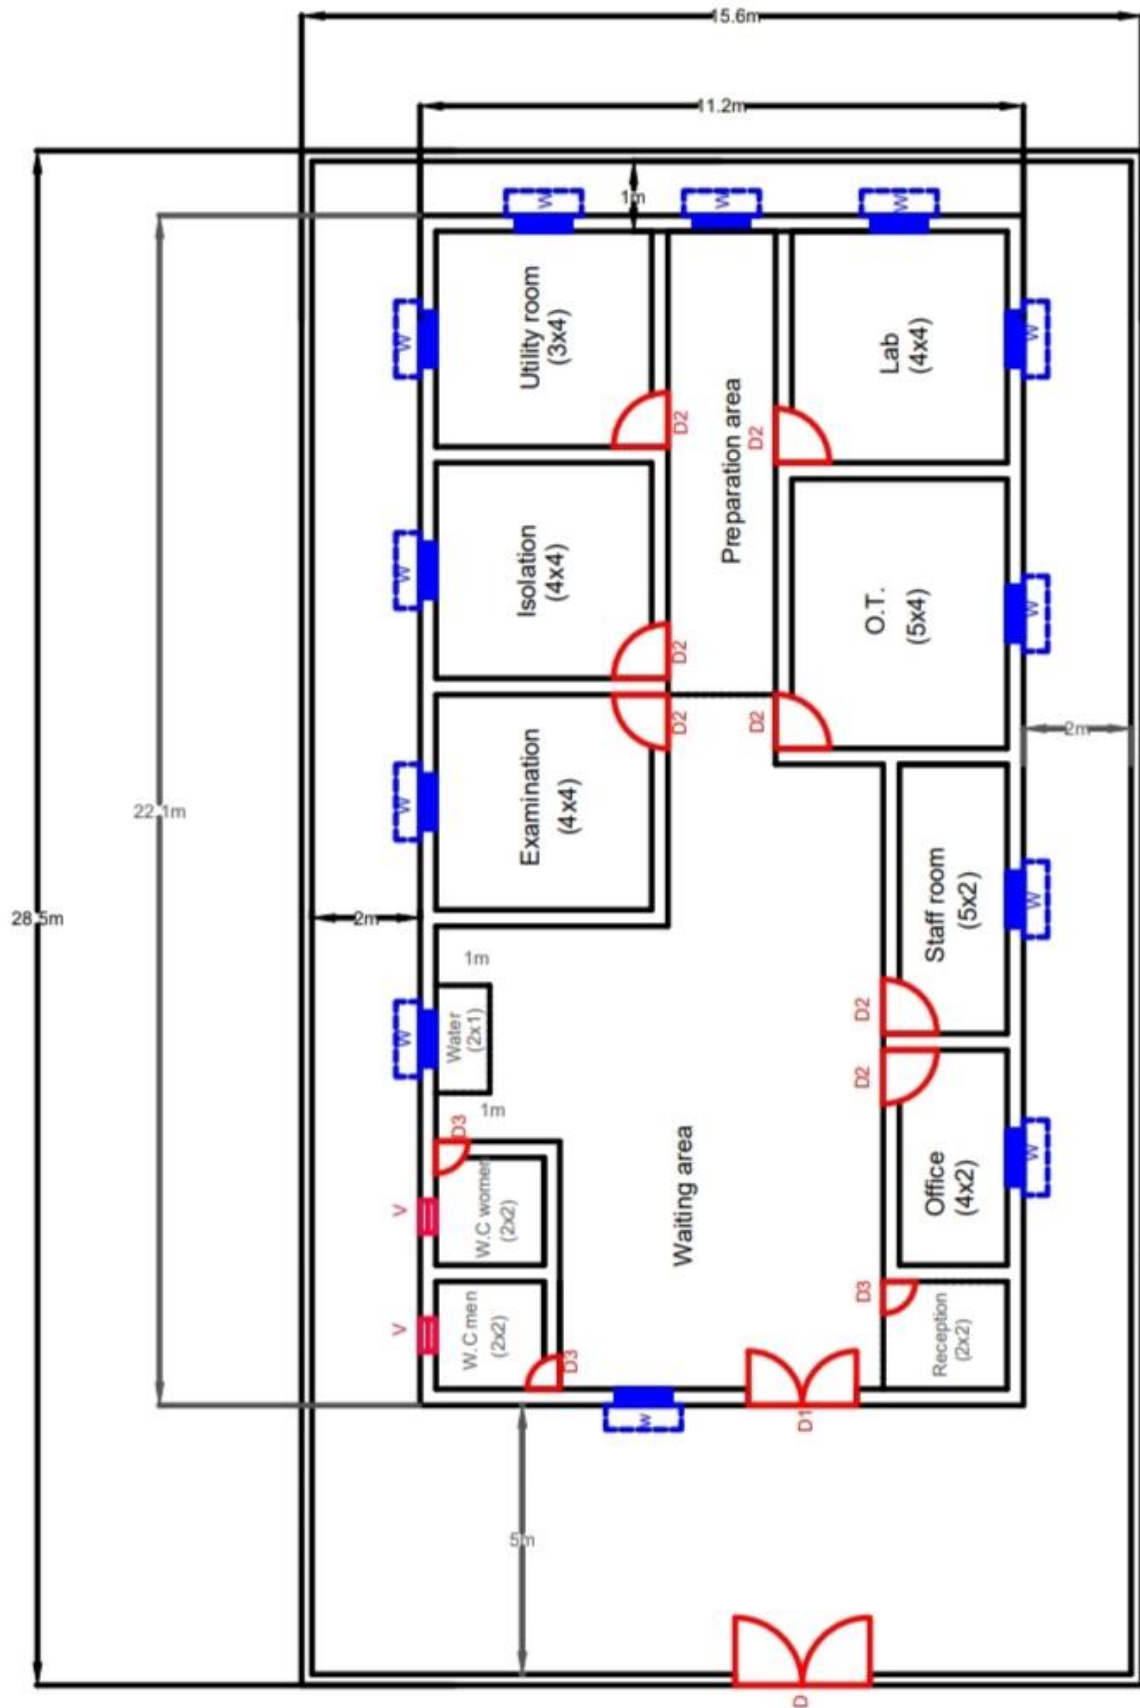 15.6m
11.2m
1m
W
W
W
W
Utility room
(3x4)
Lab
(4x4)
W
D2
D2
Preparation area
W
Isolation
(4x4)
O.T.
(5x4)
W
D2
D2
D2
2m
W
Examination
(4x4)
22.1m
28.5m
2m
Staff room
(5x2)
W
1m
D2
W
Water
(2x1)
D2
1m
D3
Waiting area
Office
(4x2)
W
V
W.C women
(2x2)
D3
V
W.C men
(2x2)
Reception
(2x2)
D3
W
D1
5m
D